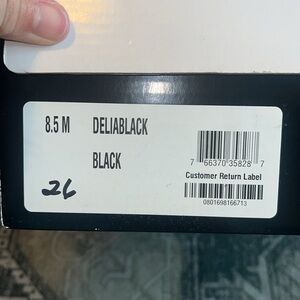 8.5 M DELIABLACK
BLACK
7 66370 35828 7
Customer Return Label
0801698166713
26